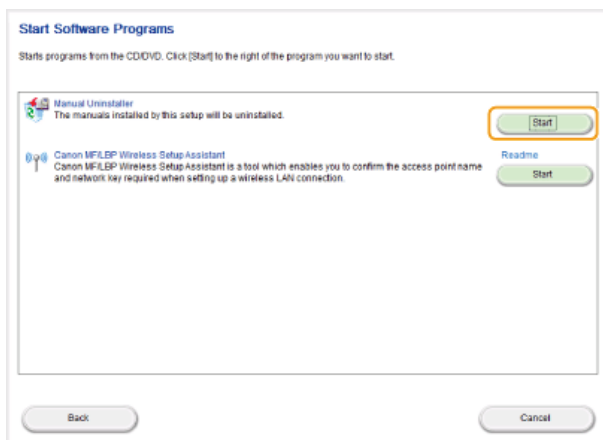 Start Software Programs
Starts programs from the CD/DVD. Click [Start] to the right of the program you want to start.
Manual Uninstaller
The manuals installed by this setup will be uninstalled.
Start
Canon MF/LBP Wireless Setup Assistant
Readme
Canon MF/LBP Wireless Setup Assistant is a tool which enables you to confirm the access point name
and network key required when setting up a wireless LAN connection.
Start
Back
Cancel